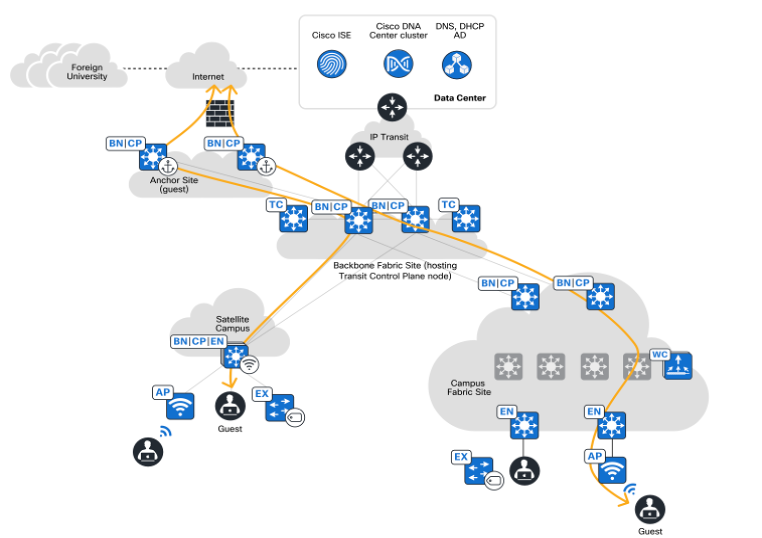 Cisco ISE
Cisco DNA
Center cluster
DNS, DHCP
AD
Data Center
Foreign
University
Internet
IP Transit
BN|CP
BN|CP
Anchor Site
(guest)
TC
BN|CP
BN|CP
TC
Backbone Fabric Site (hosting
Transit Control Plane node)
BN|CP
BN|CP
Satellite
Campus
BN|CP|EN
WC
Campus
Fabric Site
AP
EX
Guest
EN
EN
EX
AP
Guest